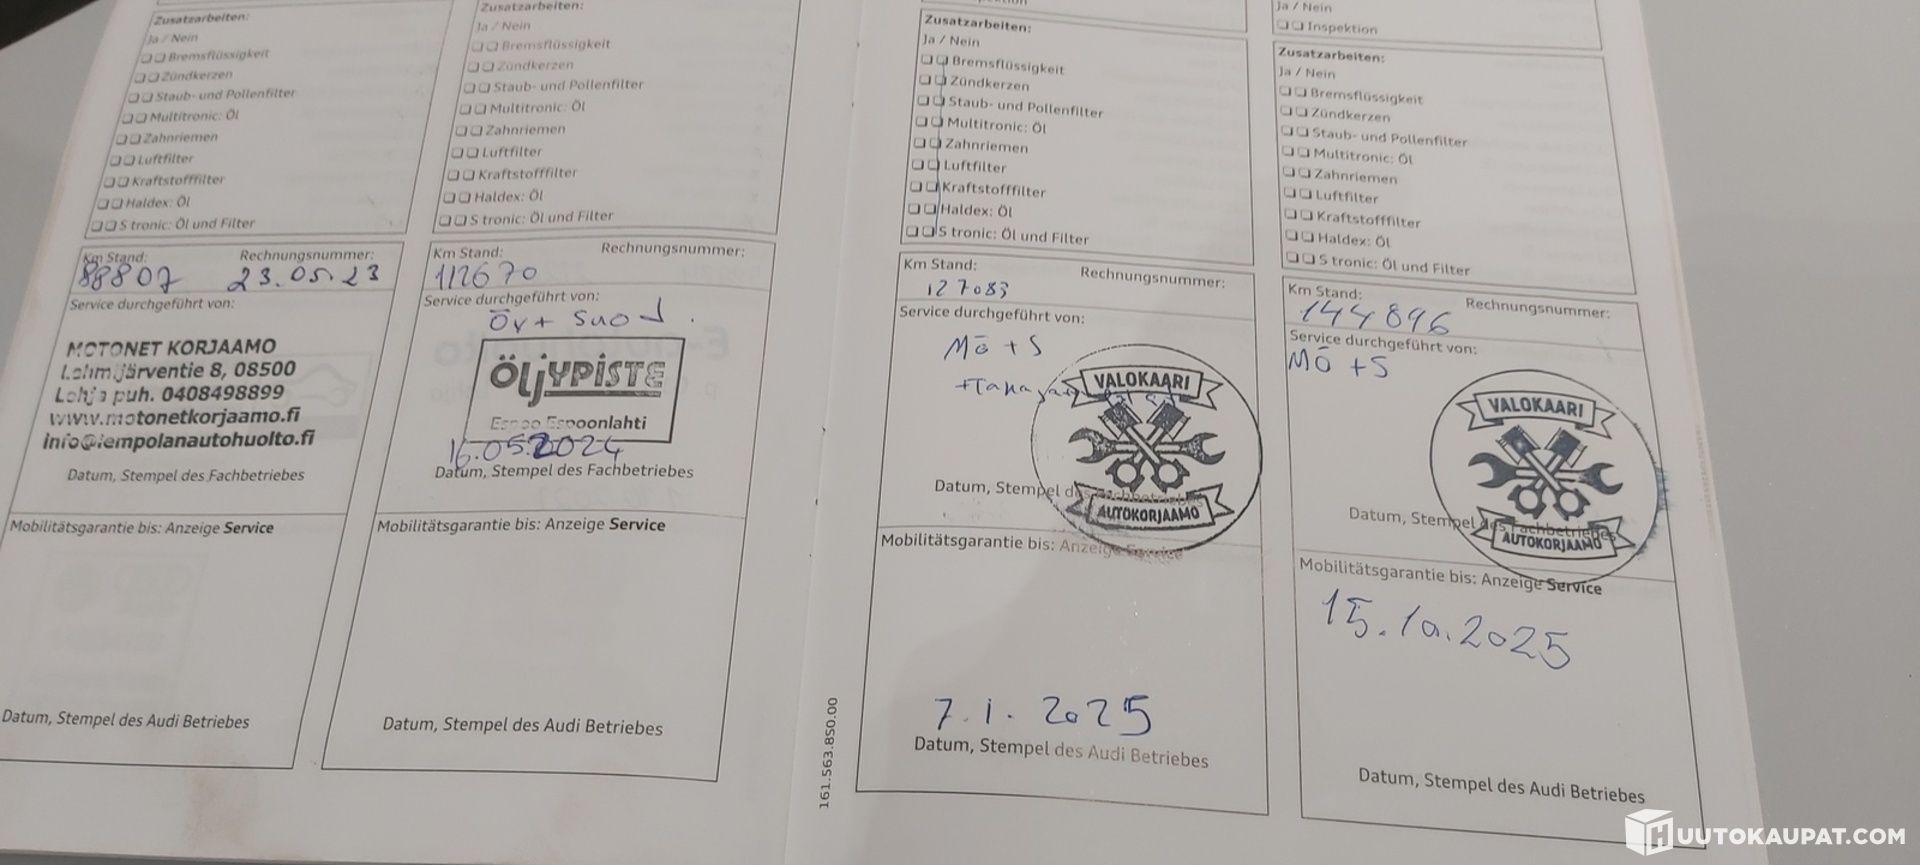 Zusatzarbeiten:
Ja / Nein
Bremsflüssigkeit
Zündkerzen
Staub- und Pollenfilter
Multitronic: Öl
Zahnriemen
Luftfilter
Kraftstofffilter
Haldex: Öl
S tronic: Öl und Filter
Km Stand: Rechnungsnummer:
88807 23.05.23
Service durchgeführt von:
MOTONET KORJAAMO
Lehmijärventie 8, 08500
Lohja puh. 0408498899
www.motonetkorjaamo.fi
info@lempolanautohuolto.fi
Datum, Stempel des Fachbetriebes
Mobilitätsgarantie bis: Anzeige Service
Datum, Stempel des Audi Betriebes
Zusatzarbeiten:
Ja / Nein
Bremsflüssigkeit
Zündkerzen
Staub- und Pollenfilter
Multitronic: Öl
Zahnriemen
Luftfilter
Kraftstofffilter
Haldex: Öl
S tronic: Öl und Filter
Km Stand: Rechnungsnummer:
112670
Service durchgeführt von:
ÖLJYPISTE
Espoo Espoonlahti
16.05.2024
Datum, Stempel des Fachbetriebes
Mobilitätsgarantie bis: Anzeige Service
Datum, Stempel des Audi Betriebes
161.563.8S0.00
Zusatzarbeiten:
Ja / Nein
Bremsflüssigkeit
Zündkerzen
Staub- und Pollenfilter
Multitronic: Öl
Zahnriemen
Luftfilter
Kraftstofffilter
Haldex: Öl
S tronic: Öl und Filter
Km Stand: Rechnungsnummer:
127083
Service durchgeführt von:
MÖ + S
VALOKAARI
Datum, Stempel des Fachbetriebes
AUTOKORJAAMO
Mobilitätsgarantie bis: Anzeige Service
7.1.2025
Datum, Stempel des Audi Betriebes
Ja / Nein
Inspektion
Zusatzarbeiten:
Ja / Nein
Bremsflüssigkeit
Zündkerzen
Staub- und Pollenfilter
Multitronic: Öl
Zahnriemen
Luftfilter
Kraftstofffilter
Haldex: Öl
S tronic: Öl und Filter
Km Stand: Rechnungsnummer:
144896
Service durchgeführt von:
MÖ + S
VALOKAARI
Datum, Stempel des Fachbetriebes
AUTOKORJAAMO
Mobilitätsgarantie bis: Anzeige Service
15.10.2025
Datum, Stempel des Audi Betriebes
HUUTOKAUPAT.COM